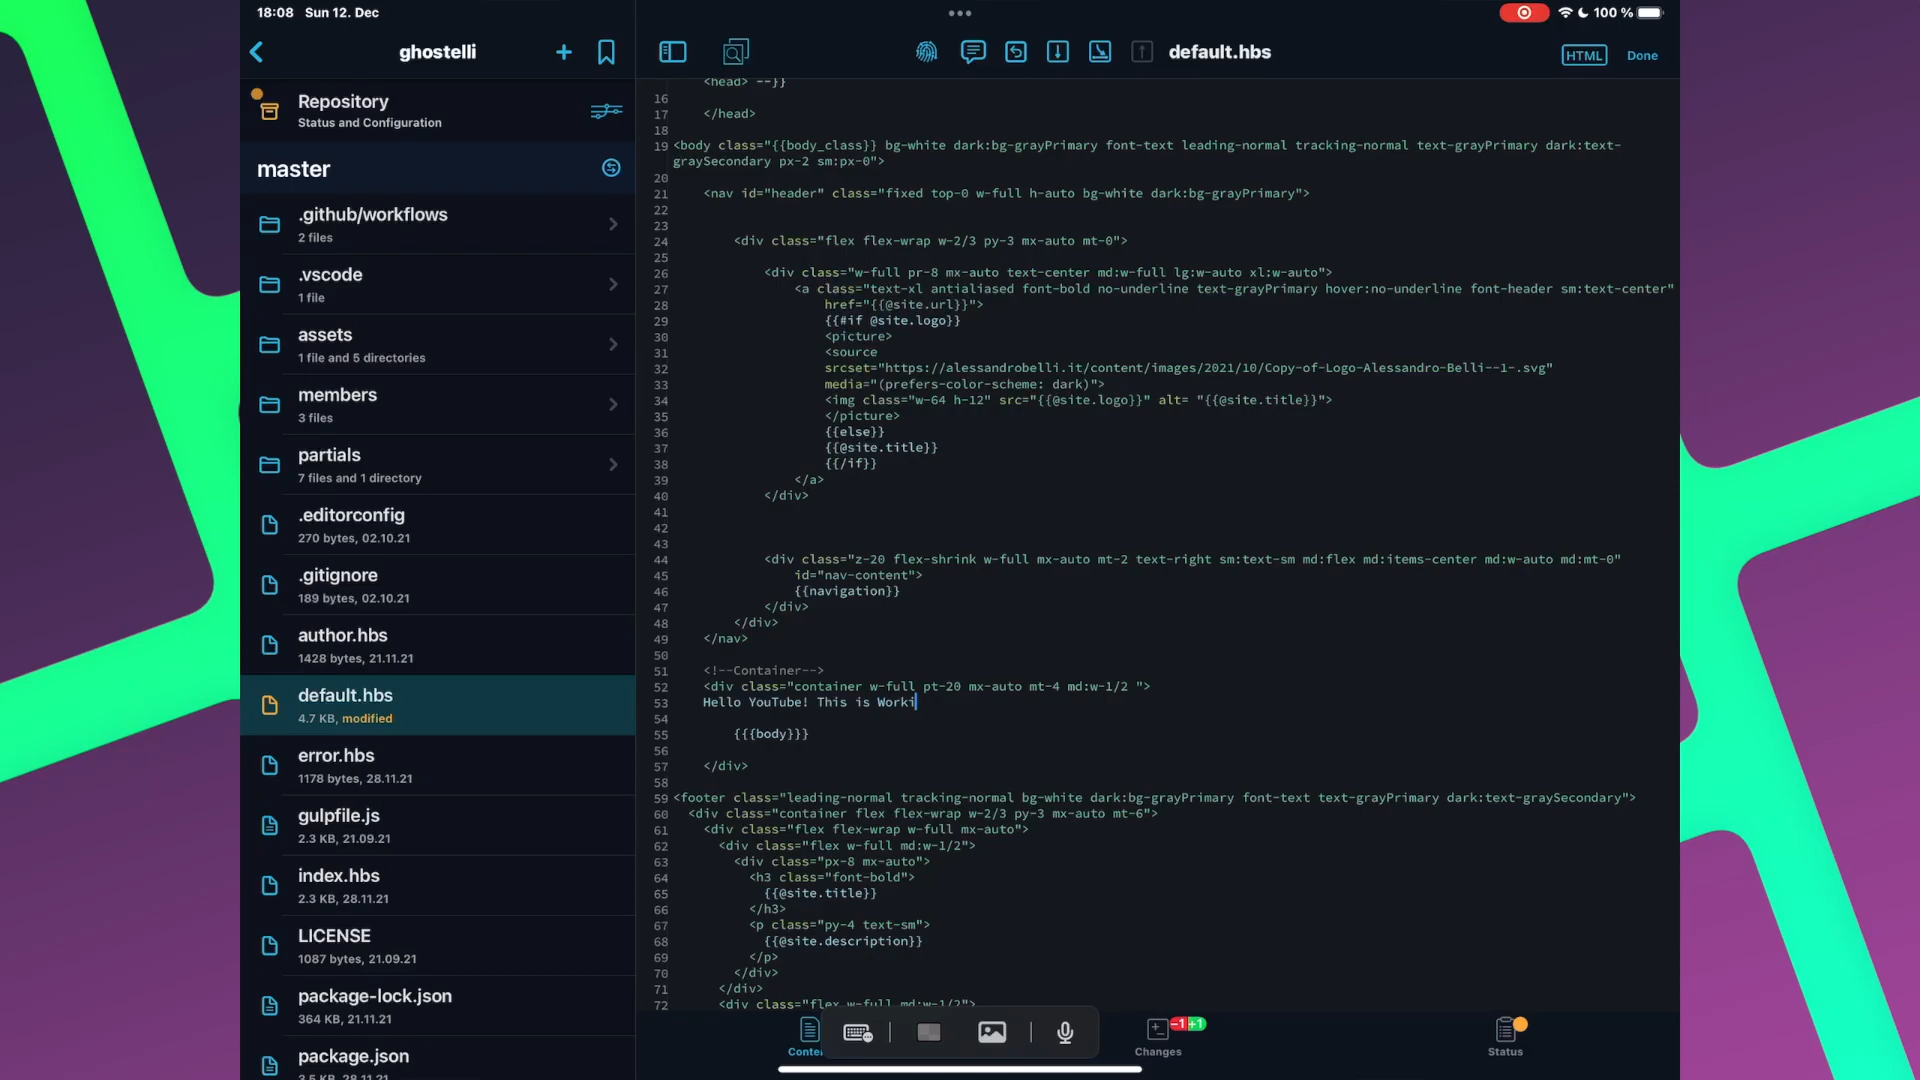 18:08 Sun 12. Dec
100 %
ghostelli
default.hbs
HTML
Done
Repository
Status and Configuration
master
.github/workflows
2 files
.vscode
1 file
assets
1 file and 5 directories
members
3 files
partials
7 files and 1 directory
.editorconfig
270 bytes, 02.10.21
.gitignore
189 bytes, 02.10.21
author.hbs
1428 bytes, 21.11.21
default.hbs
4.7 KB, modified
error.hbs
1178 bytes, 28.11.21
gulpfile.js
2.3 KB, 21.09.21
index.hbs
2.3 KB, 28.11.21
LICENSE
1087 bytes, 21.09.21
package-lock.json
364 KB, 21.11.21
package.json
3.5 KB, 28.11.21
<head> --}}
16
17 </head>
18
19 <body class="{{body_class}} bg-white dark:bg-grayPrimary font-text leading-normal tracking-normal text-grayPrimary dark:text-
graySecondary px-2 sm:px-0">
20
21 <nav id="header" class="fixed top-0 w-full h-auto bg-white dark:bg-grayPrimary">
22
23
24 <div class="flex flex-wrap w-2/3 py-3 mx-auto mt-0">
25
26 <div class="w-full pr-8 mx-auto text-center md:w-full lg:w-auto xl:w-auto">
27 <a class="text-xl antialiased font-bold no-underline text-grayPrimary hover:no-underline font-header sm:text-center"
28 href="{{@site.url}}">
29 {{#if @site.logo}}
30 <picture>
31 <source
32 srcset="https://alessandrobelli.it/content/images/2021/10/Copy-of-Logo-Alessandro-Belli--1-.svg"
33 media="(prefers-color-scheme: dark)">
34 <img class="w-64 h-12" src="{{@site.logo}}" alt= "{{@site.title}}">
35 </picture>
36 {{else}}
37 {{@site.title}}
38 {{/if}}
39 </a>
40 </div>
41
42
43
44 <div class="z-20 flex-shrink w-full mx-auto mt-2 text-right sm:text-sm md:flex md:items-center md:w-auto md:mt-0"
45 id="nav-content">
46 {{navigation}}
47 </div>
48 </div>
49 </nav>
50
51 <!--Container-->
52 <div class="container w-full pt-20 mx-auto mt-4 md:w-1/2 ">
53 Hello YouTube! This is Worki
54
55 {{{body}}}
56
57 </div>
58
59 <footer class="leading-normal tracking-normal bg-white dark:bg-grayPrimary font-text text-grayPrimary dark:text-graySecondary">
60 <div class="container flex flex-wrap w-2/3 py-3 mx-auto mt-6">
61 <div class="flex flex-wrap w-full mx-auto">
62 <div class="flex w-full md:w-1/2">
63 <div class="px-8 mx-auto">
64 <h3 class="font-bold">
65 {{@site.title}}
66 </h3>
67 <p class="py-4 text-sm">
68 {{@site.description}}
69 </p>
70 </div>
71 </div>
72 <div class="flex w-full md:w-1/2">
Conte
-1 +1
Changes
Status